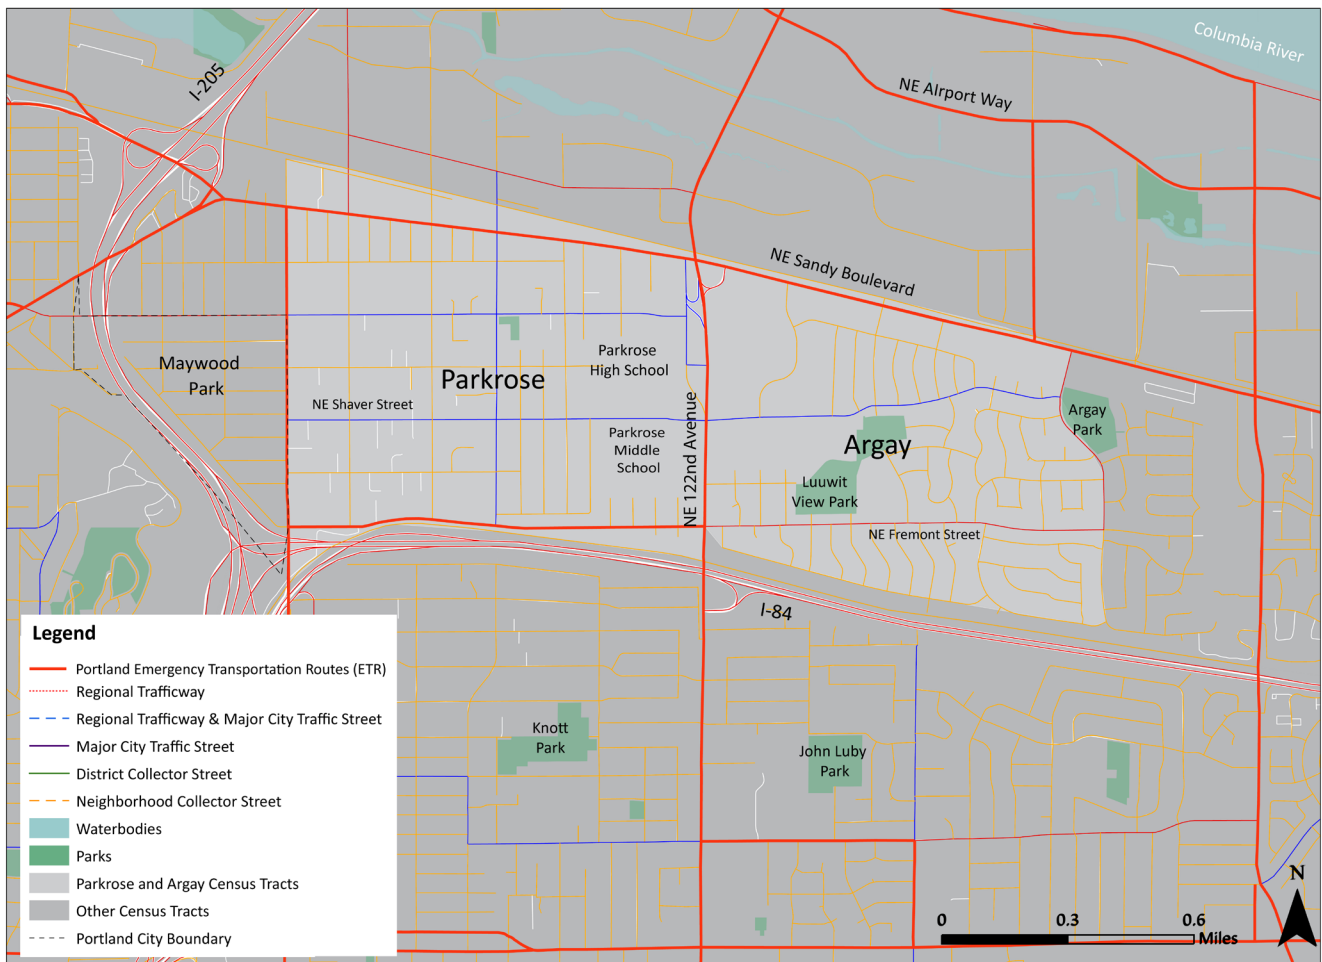 Columbia River
I-205
NE AIrport Way
NE Sandy Boulevard
Maywood
Park
Parkrose
Parkrose
High School
NE Shaver Street
NE 122nd Avenue
Parkrose
Middle
School
Argay
Argay
Park
Luuwit
View Park
NE Fremont Street
I-84
Knott
Park
John Luby
Park
Legend
Portland Emergency Transportation Routes (ETR)
Regional Trafficway
Regional Trafficway & Major City Traffic Street
Major City Traffic Street
District Collector Street
Neighborhood Collector Street
Waterbodies
Parks
Parkrose and Argay Census Tracts
Other Census Tracts
Portland City Boundary
N
0 0.3 0.6
Miles